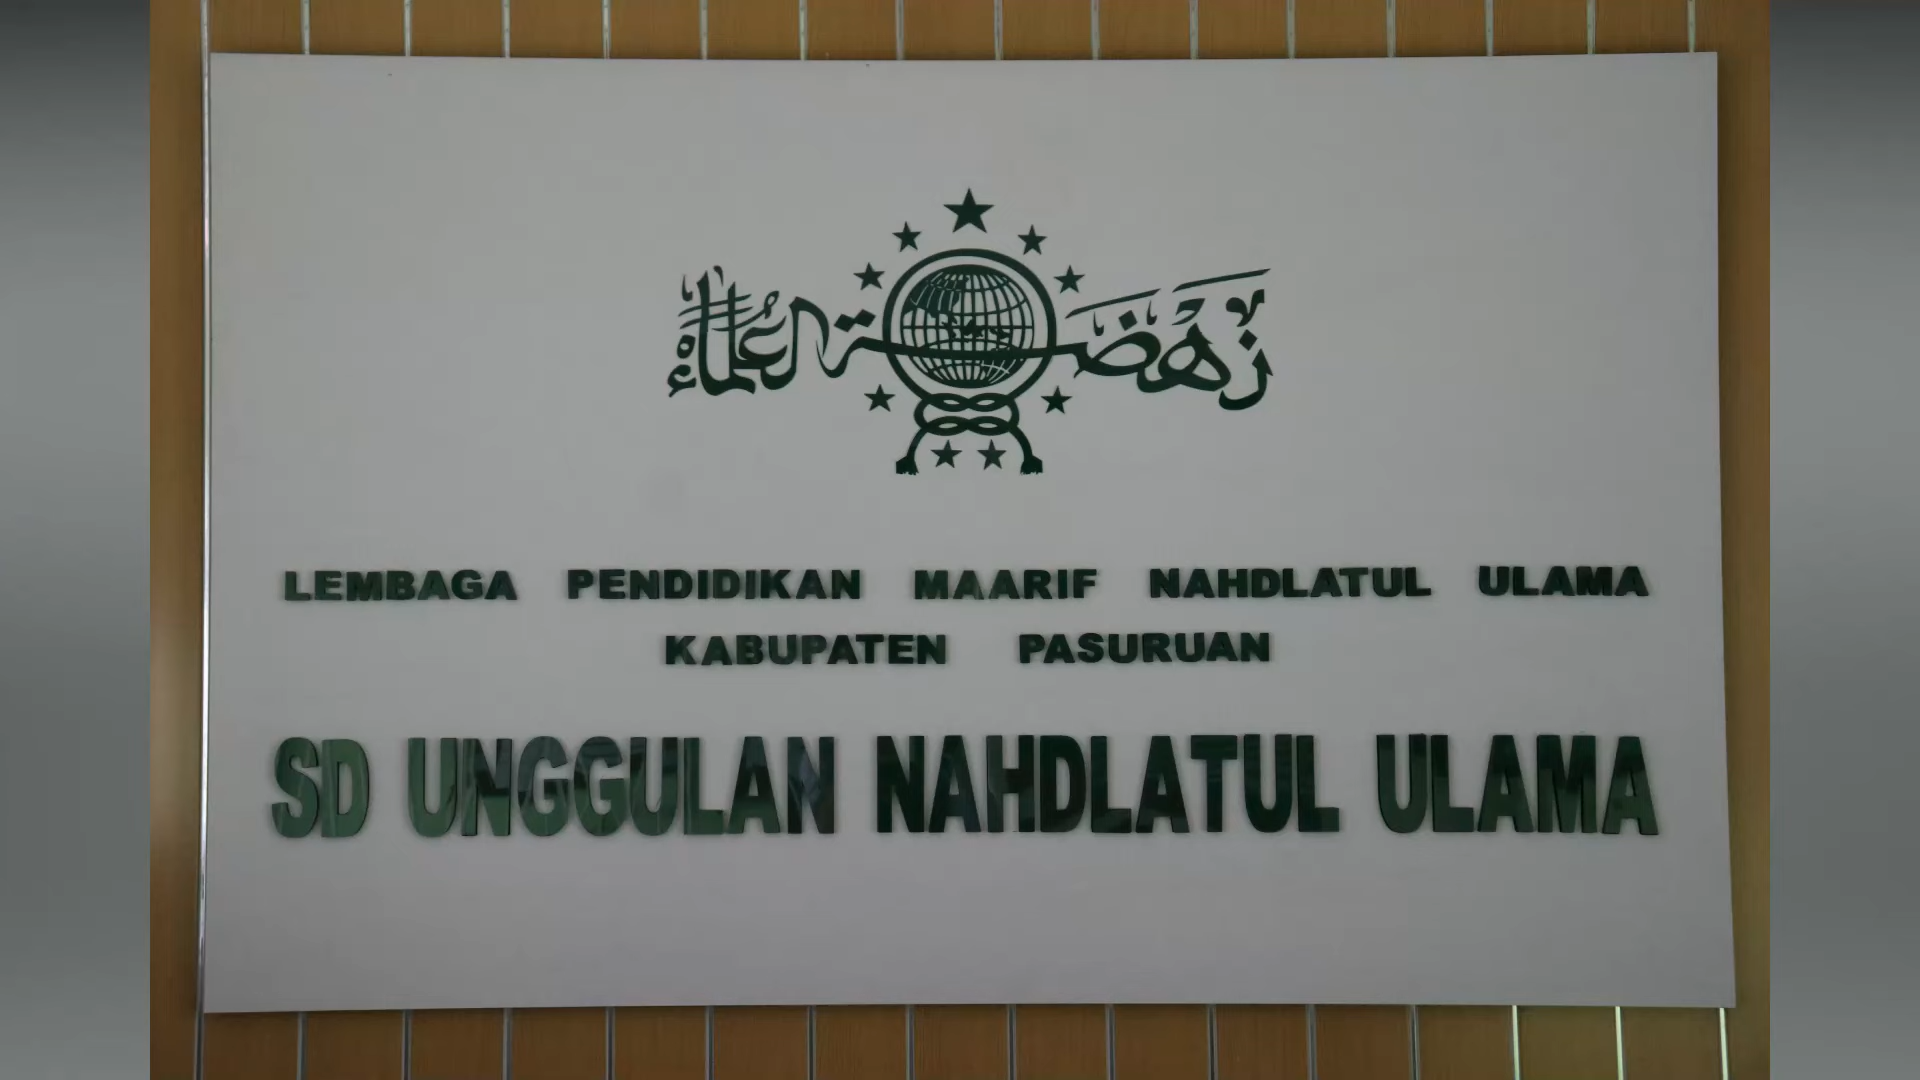 نهضة العلماء
LEMBAGA PENDIDIKAN MAARIF NAHDLATUL ULAMA
KABUPATEN PASURUAN
SD UNGGULAN NAHDLATUL ULAMA